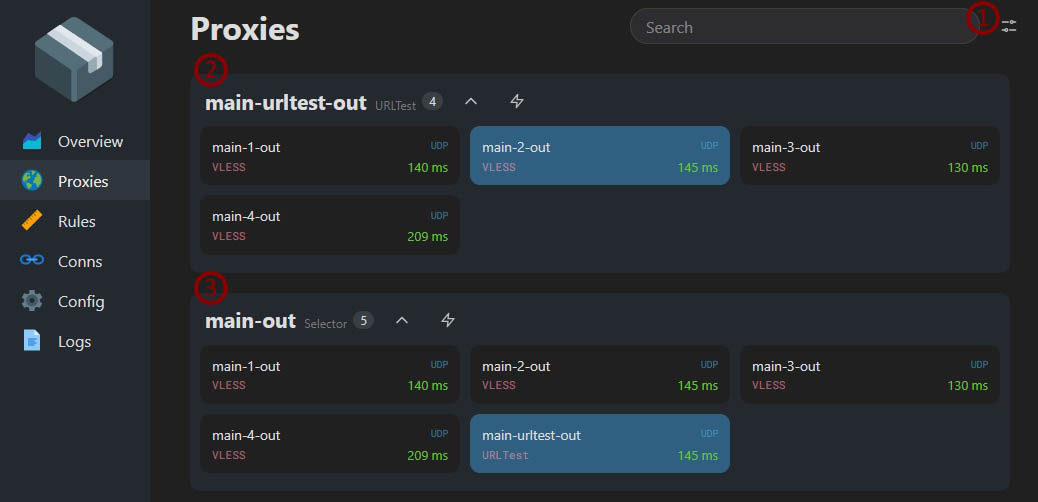 Proxies
Search
①
Overview
Proxies
Rules
Conns
Config
Logs
②
main-urltest-out URLTest 4
main-1-out UDP
VLESS 140 ms
main-2-out UDP
VLESS 145 ms
main-3-out UDP
VLESS 130 ms
main-4-out UDP
VLESS 209 ms
③
main-out Selector 5
main-1-out UDP
VLESS 140 ms
main-2-out UDP
VLESS 145 ms
main-3-out UDP
VLESS 130 ms
main-4-out UDP
VLESS 209 ms
main-urltest-out UDP
URLTest 145 ms